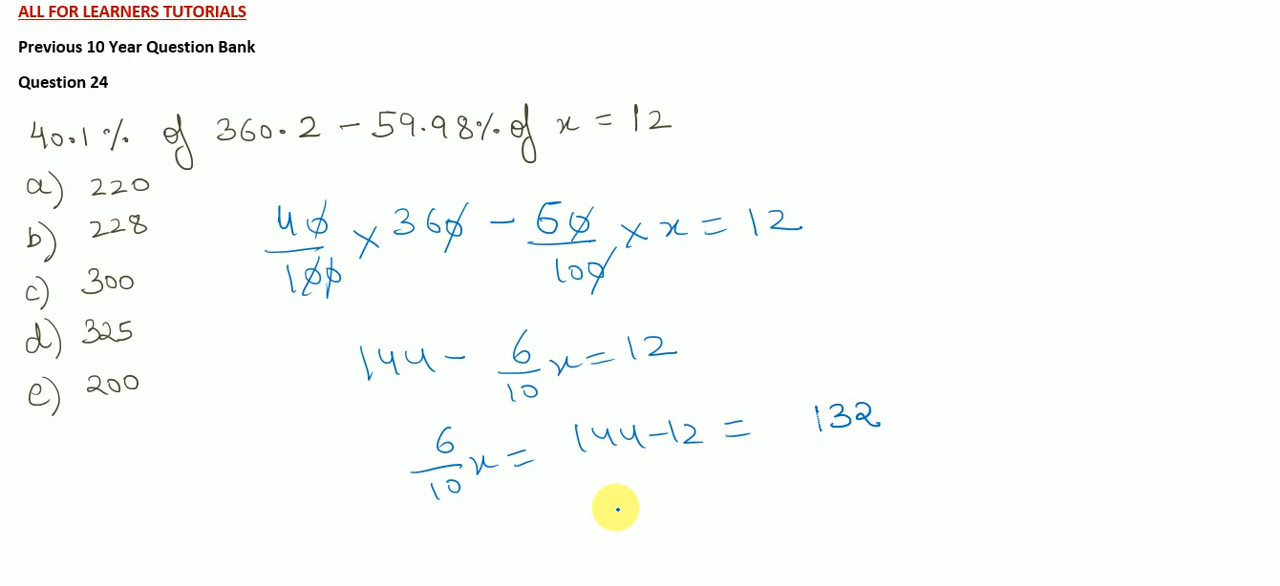 ALL FOR LEARNERS TUTORIALS
Previous 10 Year Question Bank
Question 24
40.1% of 360.2 - 59.98% of x = 12
a) 220
b) 228
c) 300
d) 325
e) 200
40/100 × 360 - 60/100 × x = 12
144 - 6/10 x = 12
6/10 x = 144-12 = 132